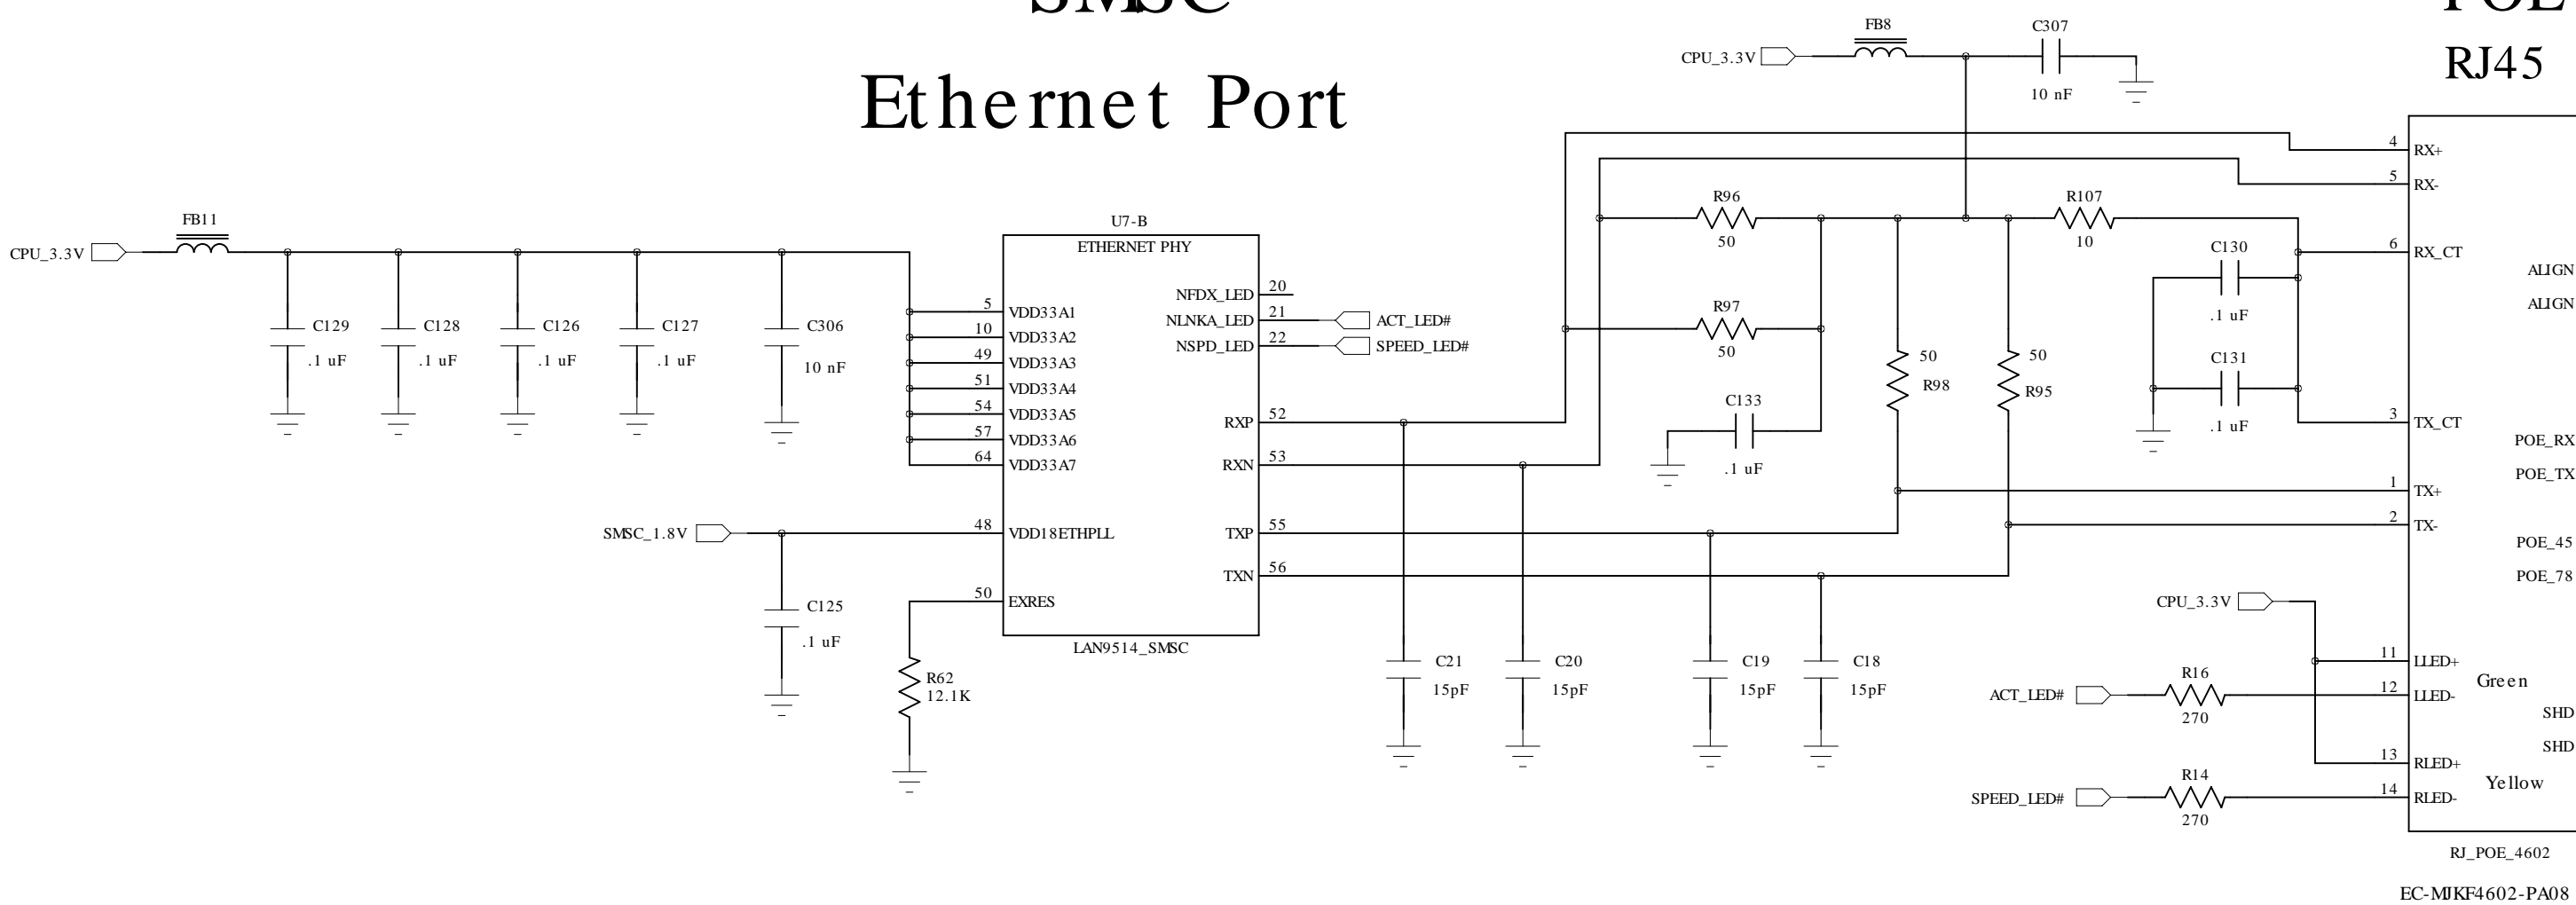 SMSC
POE
Ethernet Port
RJ45
FB8
C307
CPU_3.3V
10 nF
FB11
CPU_3.3V
C129
.1 uF
C128
.1 uF
C126
.1 uF
C127
.1 uF
C306
10 nF
SMSC_1.8V
C125
.1 uF
R62
12.1K
U7-B
ETHERNET PHY
5 VDD33A1
10 VDD33A2
49 VDD33A3
51 VDD33A4
54 VDD33A5
57 VDD33A6
64 VDD33A7
48 VDD18ETHPLL
50 EXRES
NFDX_LED 20
NLNKA_LED 21
NSPD_LED 22
RXP 52
RXN 53
TXP 55
TXN 56
LAN9514_SMSC
ACT_LED#
SPEED_LED#
R96
50
R97
50
C133
.1 uF
50
R98
50
R95
R107
10
C130
.1 uF
C131
.1 uF
C21
15pF
C20
15pF
C19
15pF
C18
15pF
CPU_3.3V
ACT_LED#
R16
270
SPEED_LED#
R14
270
4 RX+
5 RX-
6 RX_CT
3 TX_CT
1 TX+
2 TX-
11 LLED+
12 LLED-
13 RLED+
14 RLED-
ALIGN
ALIGN
POE_RX
POE_TX
POE_45
POE_78
Green
SHD
SHD
Yellow
RJ_POE_4602
EC-MJKF4602-PA08